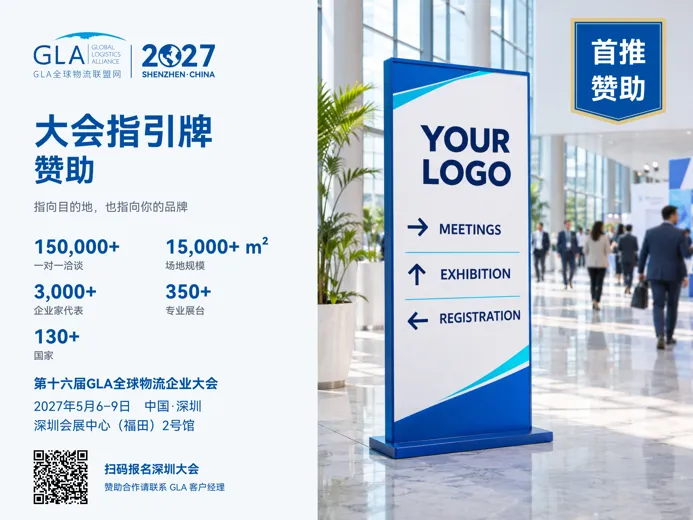 GLA
GLOBAL
LOGISTICS
ALLIANCE
GLA全球物流联盟网
2027
SHENZHEN·CHINA
大会指引牌
赞助
指向目的地，也指向你的品牌
150,000+
一对一洽谈
15,000+ m²
场地规模
3,000+
企业家代表
350+
专业展台
130+
国家
第十六届GLA全球物流企业大会
2027年5月6–9日 中国·深圳
深圳会展中心（福田）2号馆
扫码报名深圳大会
赞助合作请联系 GLA 客户经理
首推
赞助
YOUR
LOGO
→ MEETINGS
↑ EXHIBITION
← REGISTRATION